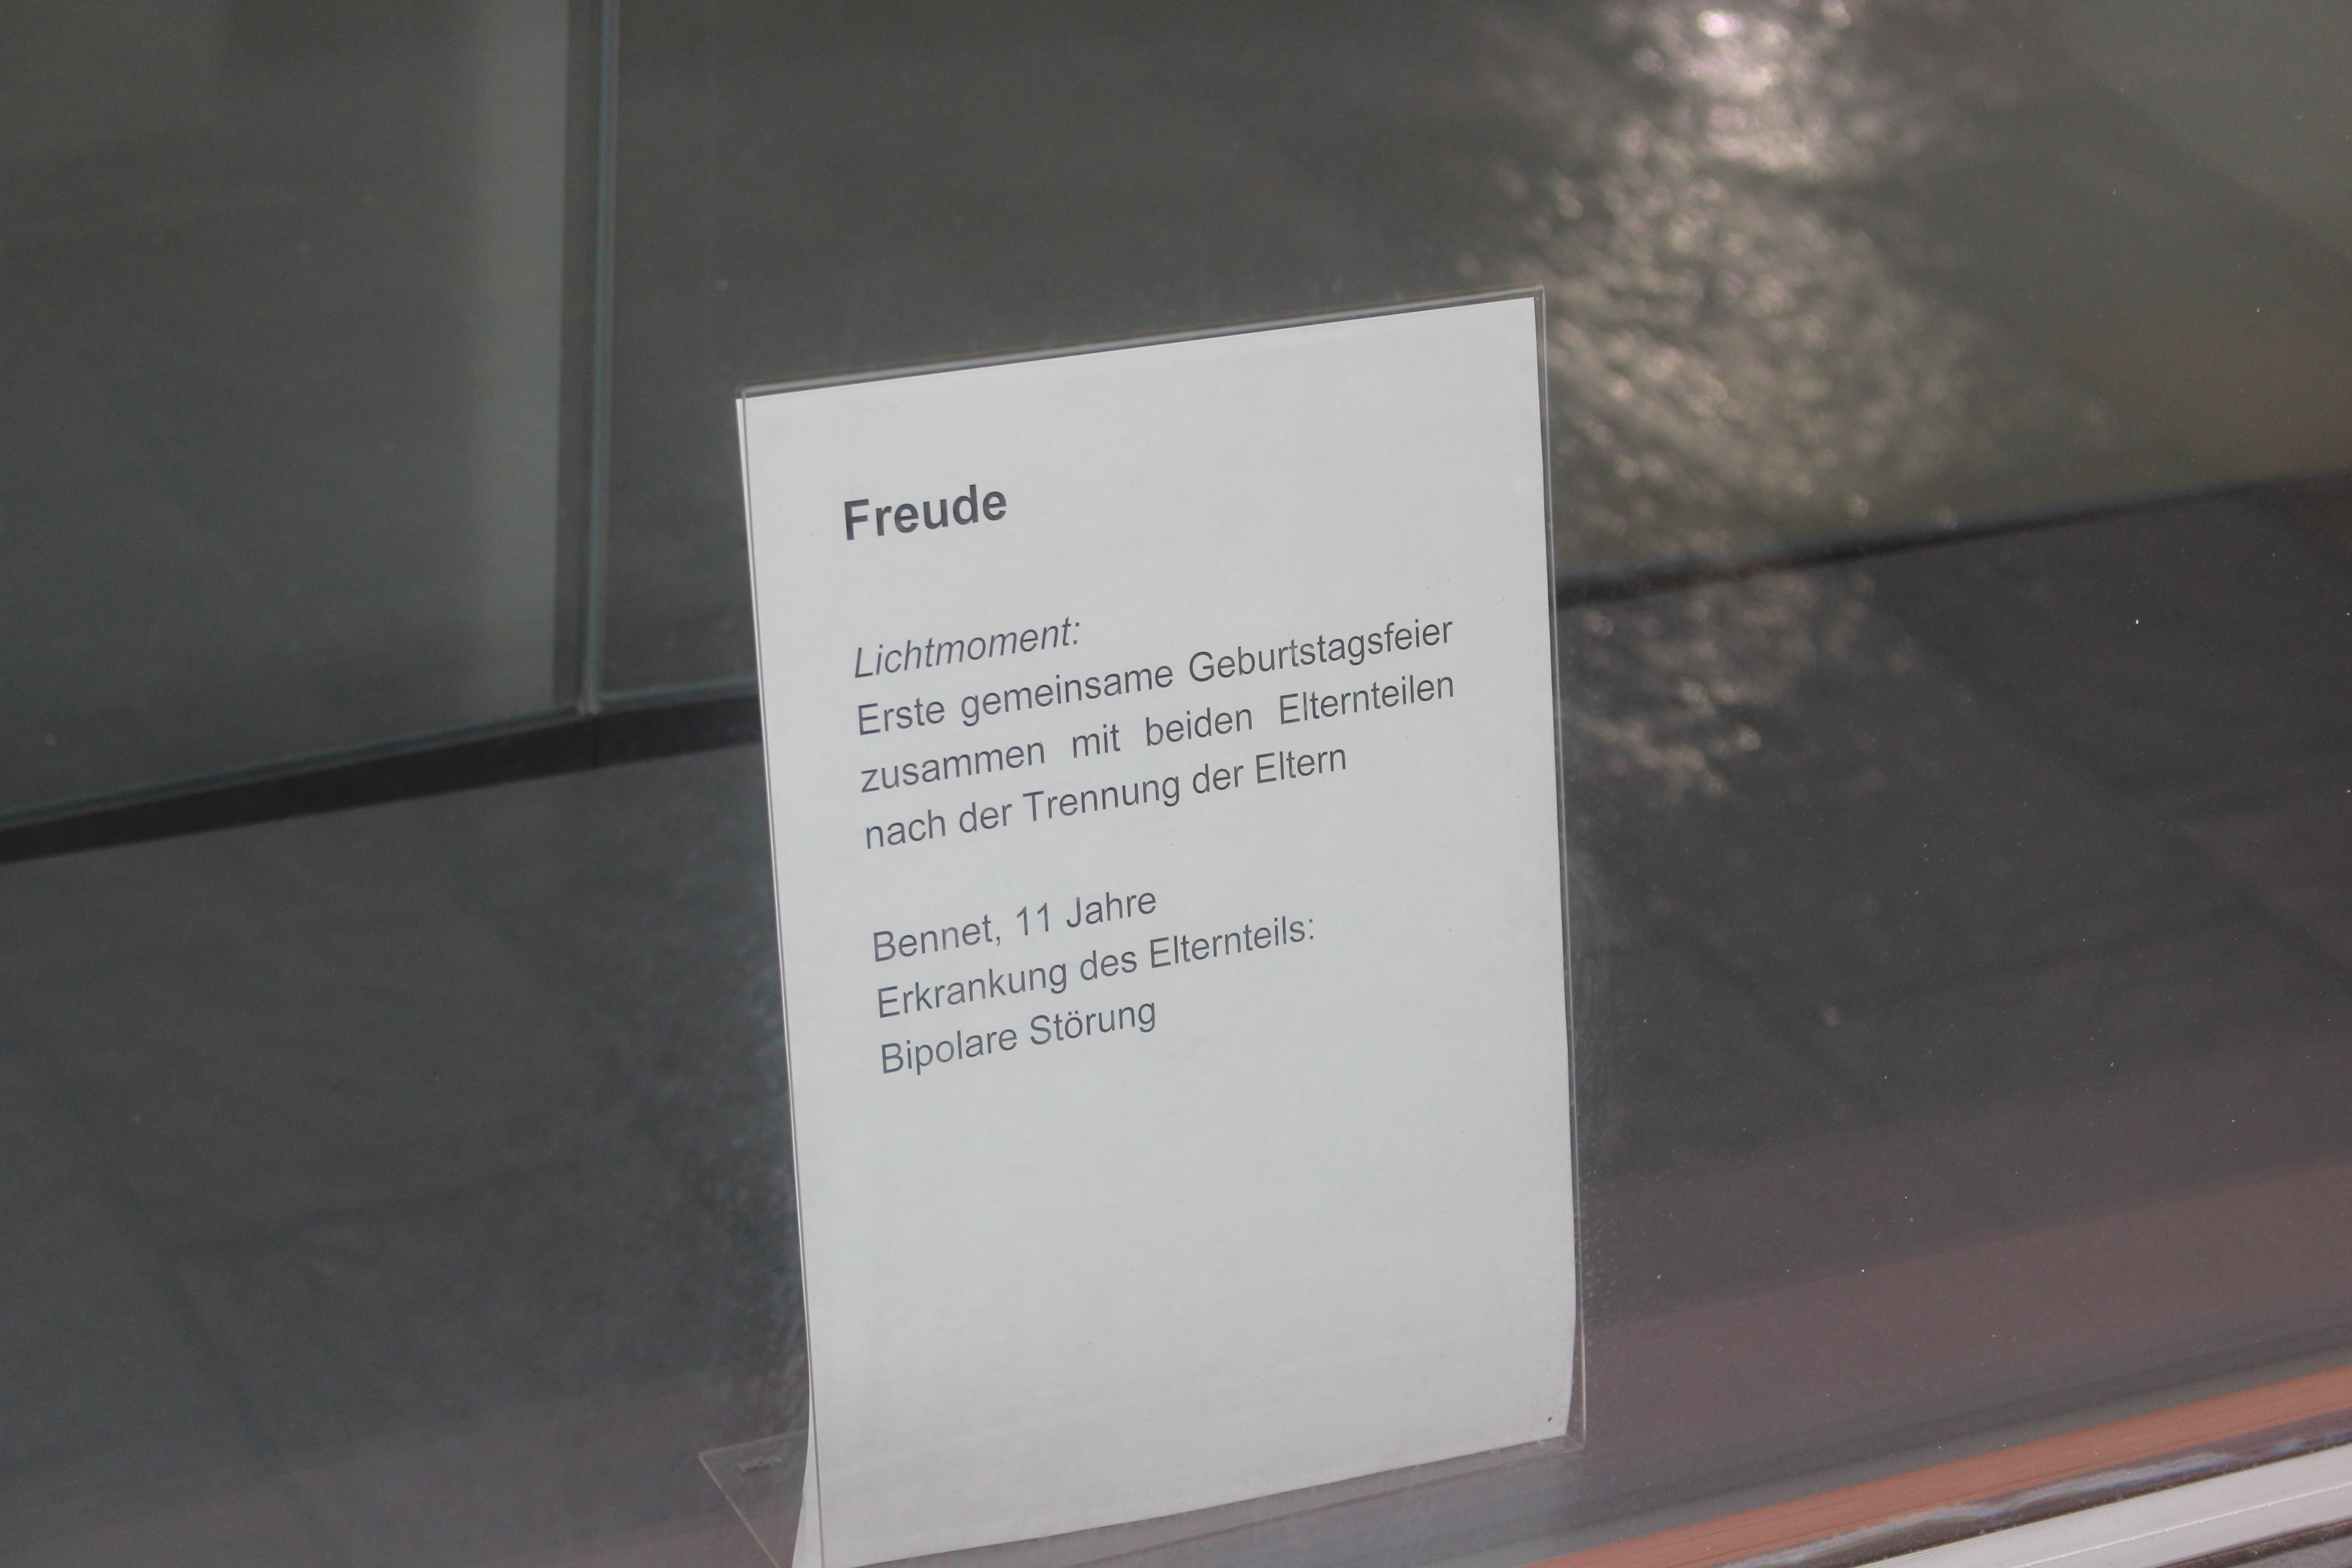 Freude
Lichtmoment:
Erste gemeinsame Geburtstagsfeier
zusammen mit beiden Elternteilen
nach der Trennung der Eltern
Bennet, 11 Jahre
Erkrankung des Elternteils:
Bipolare Störung